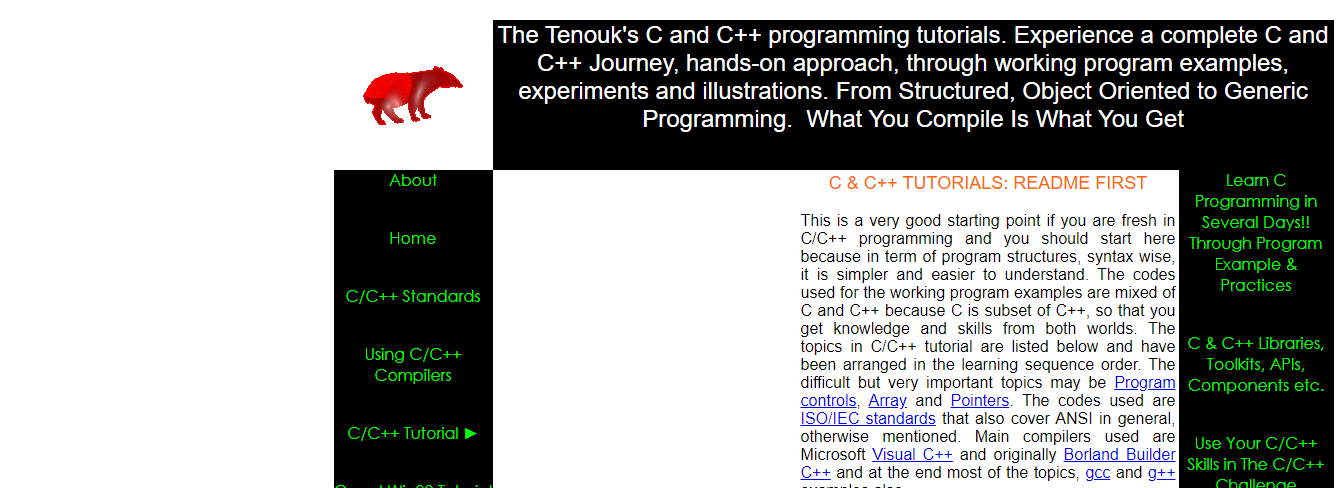 The Tenouk's C and C++ programming tutorials. Experience a complete C and
C++ Journey, hands-on approach, through working program examples,
experiments and illustrations. From Structured, Object Oriented to Generic
Programming.  What You Compile Is What You Get
About
Home
C/C++ Standards
Using C/C++
Compilers
C/C++ Tutorial ►
C & C++ TUTORIALS: README FIRST
This is a very good starting point if you are fresh in
C/C++ programming and you should start here
because in term of program structures, syntax wise,
it is simpler and easier to understand. The codes
used for the working program examples are mixed of
C and C++ because C is subset of C++, so that you
get knowledge and skills from both worlds. The
topics in C/C++ tutorial are listed below and have
been arranged in the learning sequence order. The
difficult but very important topics may be Program
controls, Array and Pointers. The codes used are
ISO/IEC standards that also cover ANSI in general,
otherwise mentioned. Main compilers used are
Microsoft Visual C++ and originally Borland Builder
C++ and at the end most of the topics, gcc and g++
Learn C
Programming in
Several Days!!
Through Program
Example &
Practices
C & C++ Libraries,
Toolkits, APIs,
Components etc.
Use Your C/C++
Skills in The C/C++
Challenge